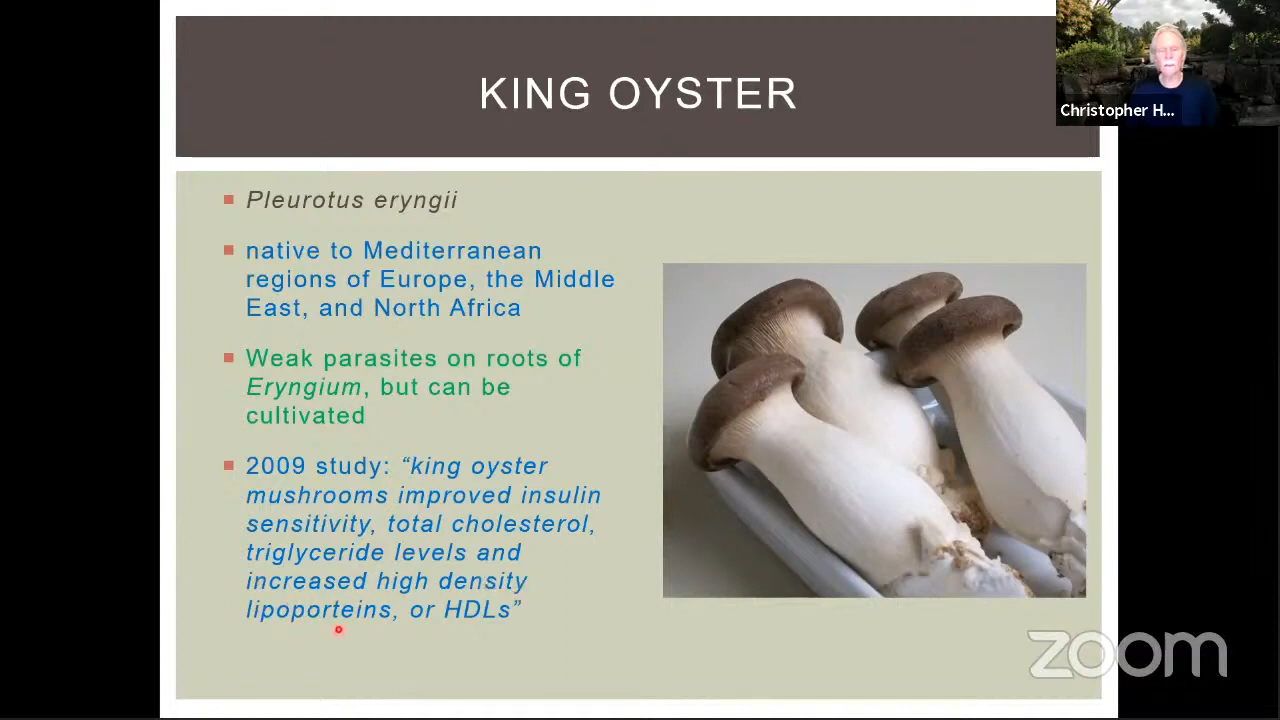 KING OYSTER
Christopher H...
Pleurotus eryngii
native to Mediterranean
regions of Europe, the Middle
East, and North Africa
Weak parasites on roots of
Eryngium, but can be
cultivated
2009 study: “king oyster
mushrooms improved insulin
sensitivity, total cholesterol,
triglyceride levels and
increased high density
lipoporteins, or HDLs”
zoom